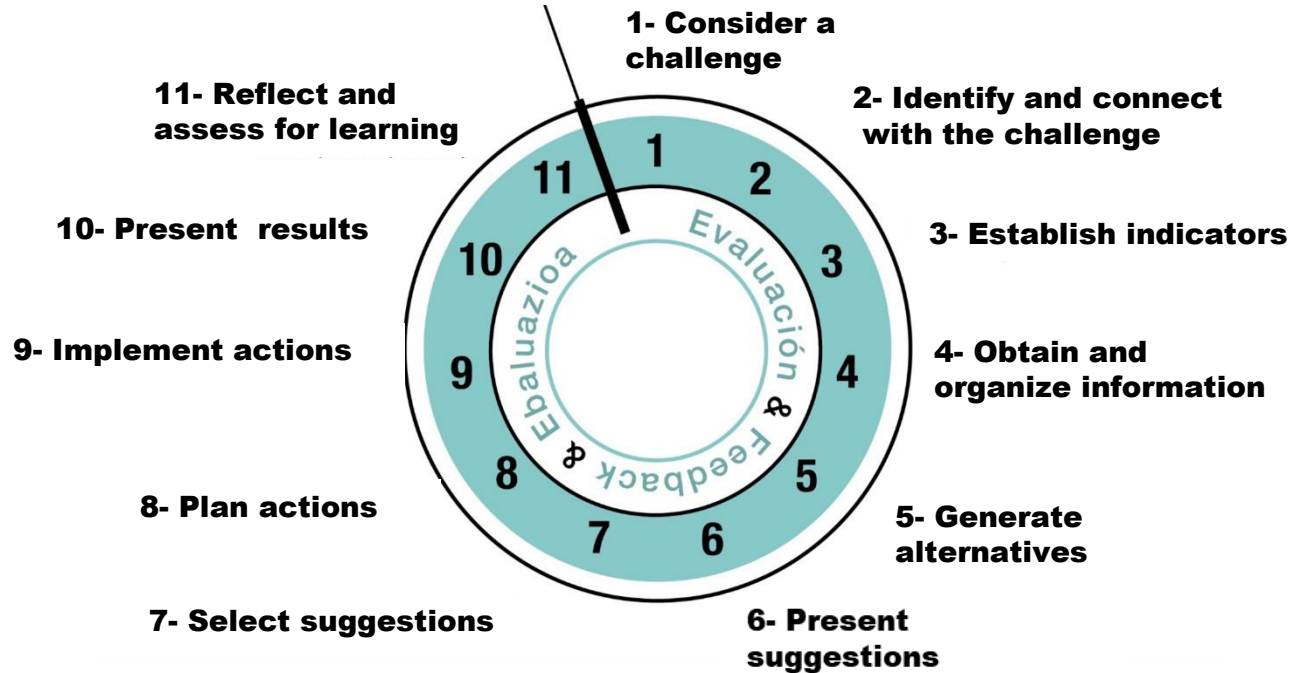 1- Consider a
challenge
2- Identify and connect
with the challenge
3- Establish indicators
4- Obtain and
organize information
5- Generate
alternatives
6- Present
suggestions
7- Select suggestions
8- Plan actions
9- Implement actions
10- Present results
11- Reflect and
assess for learning
1
2
3
4
5
6
7
8
9
10
11
Evaluación & Feedback & Ebaluazioa